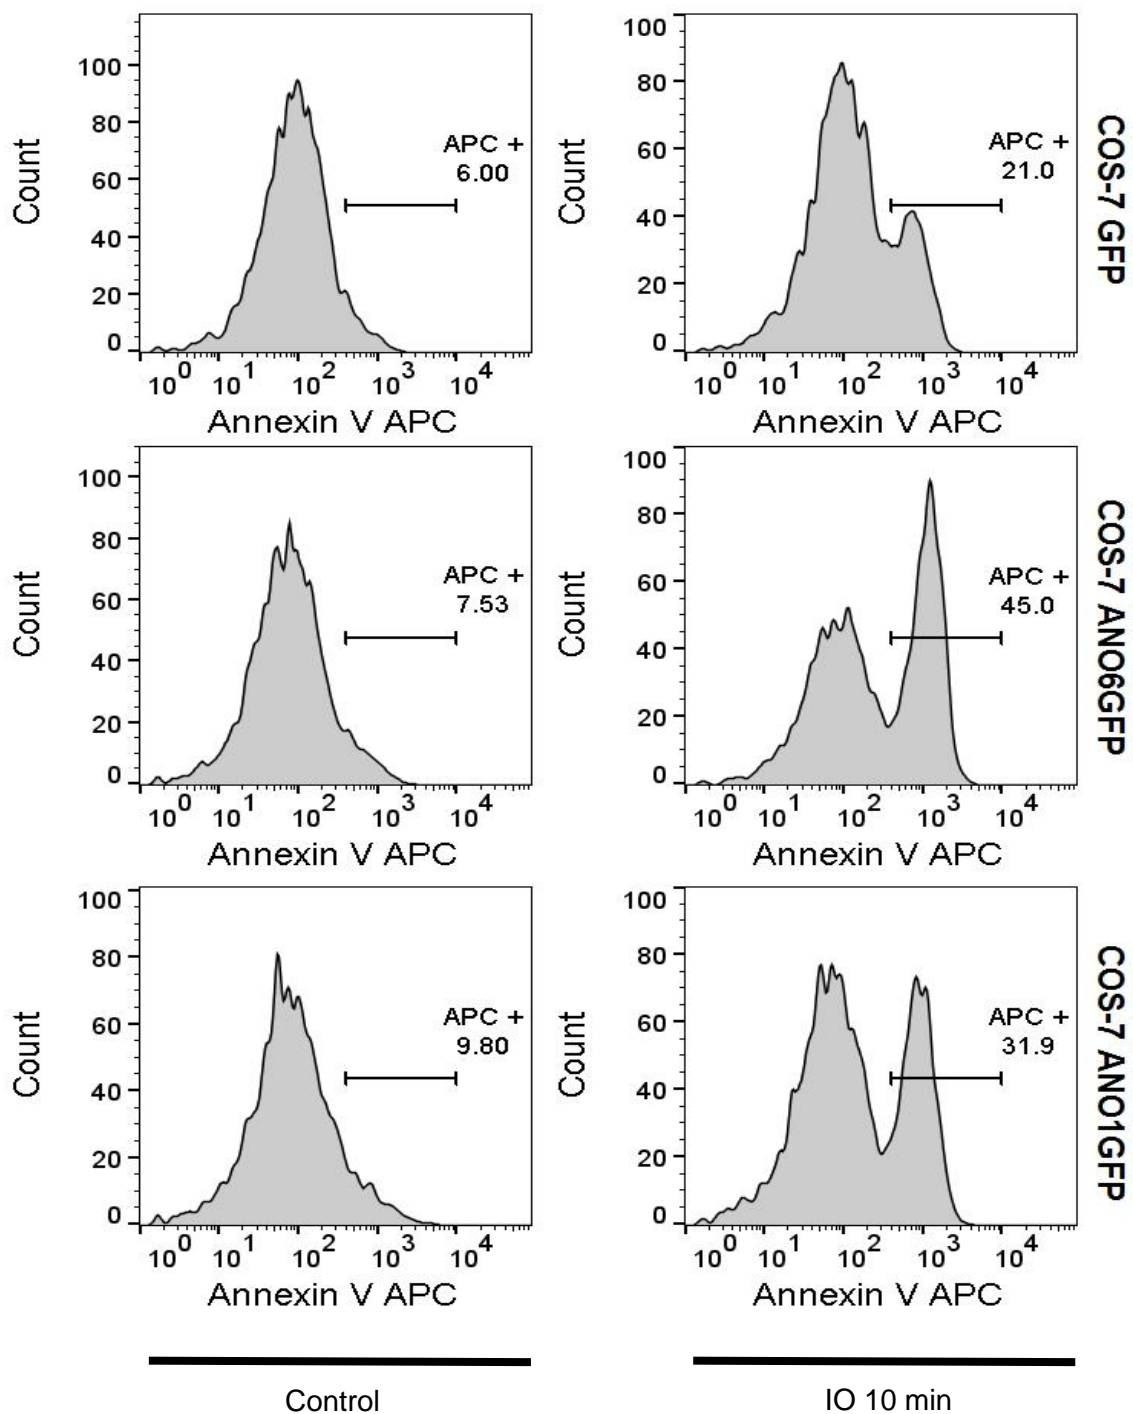 Count
100
80
60
40
20
0
APC +
6.00
10^0 10^1 10^2 10^3 10^4
Annexin V APC
Count
100
80
60
40
20
0
APC +
21.0
10^0 10^1 10^2 10^3 10^4
Annexin V APC
COS-7 GFP
Count
100
80
60
40
20
0
APC +
7.53
10^0 10^1 10^2 10^3 10^4
Annexin V APC
Count
100
80
60
40
20
0
APC +
45.0
10^0 10^1 10^2 10^3 10^4
Annexin V APC
COS-7 ANO6GFP
Count
100
80
60
40
20
0
APC +
9.80
10^0 10^1 10^2 10^3 10^4
Annexin V APC
Count
100
80
60
40
20
0
APC +
31.9
10^0 10^1 10^2 10^3 10^4
Annexin V APC
COS-7 ANO1GFP
Control
IO 10 min